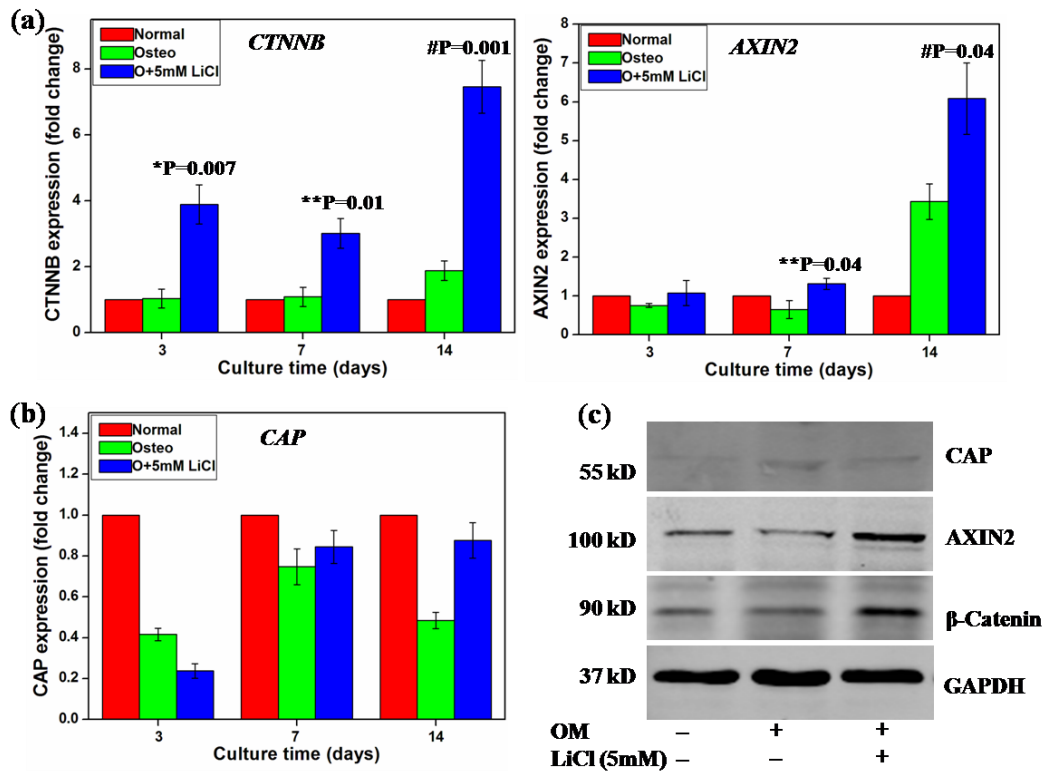 (a)
CTNNB expression (fold change)
8
6
4
2
0
Normal
Osteo
O+5mM LiCl
CTNNB
*P=0.007
**P=0.01
#P=0.001
3 7 14
Culture time (days)
AXIN2 expression (fold change)
8
7
6
5
4
3
2
1
0
Normal
Osteo
O+5mM LiCl
AXIN2
**P=0.04
#P=0.04
3 7 14
Culture time (days)
(b)
CAP expression (fold change)
1.4
1.2
1.0
0.8
0.6
0.4
0.2
0.0
Normal
Osteo
O+5mM LiCl
CAP
3 7 14
Culture time (days)
(c)
55 kD CAP
100 kD AXIN2
90 kD β-Catenin
37 kD GAPDH
OM – + +
LiCl (5mM) – – +